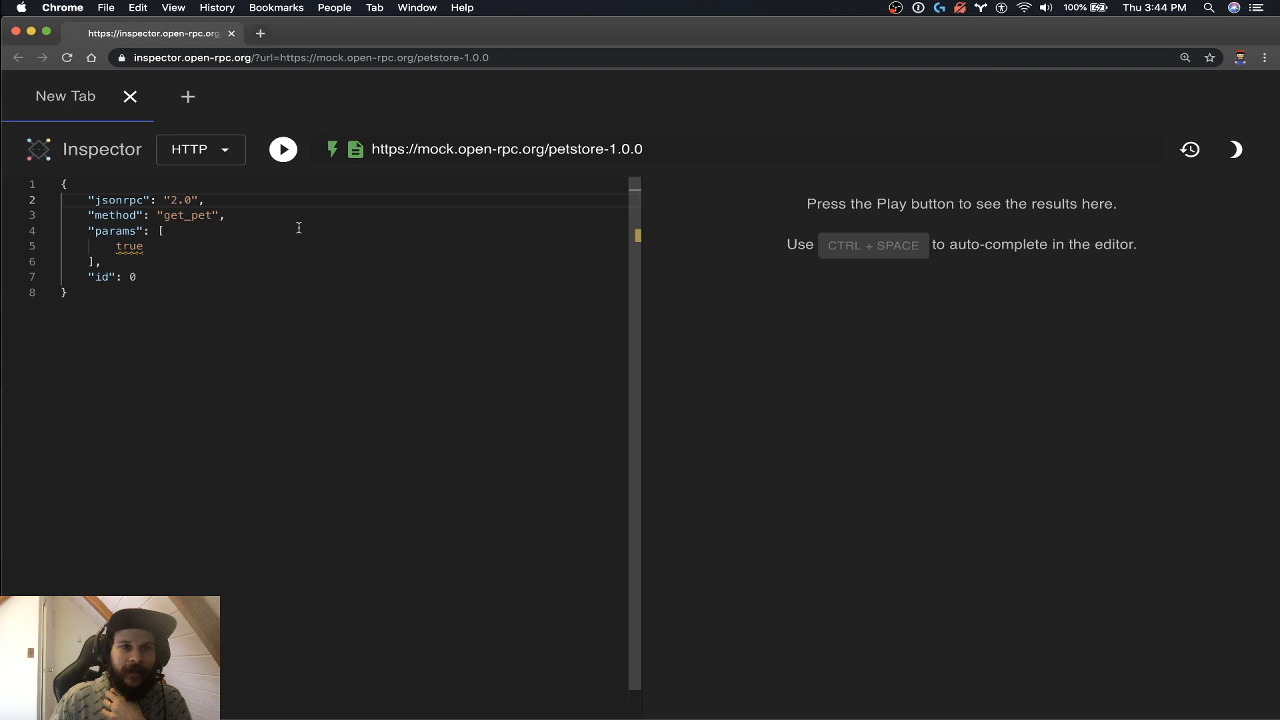 Chrome File Edit View History Bookmarks People Tab Window Help 100% Thu 3:44 PM
https://inspector.open-rpc.org
inspector.open-rpc.org/?url=https://mock.open-rpc.org/petstore-1.0.0
New Tab
Inspector HTTP https://mock.open-rpc.org/petstore-1.0.0
1 {
2 "jsonrpc": "2.0",
3 "method": "get_pet",
4 "params": [
5 true
6 ],
7 "id": 0
8 }
Press the Play button to see the results here.
Use CTRL + SPACE to auto-complete in the editor.